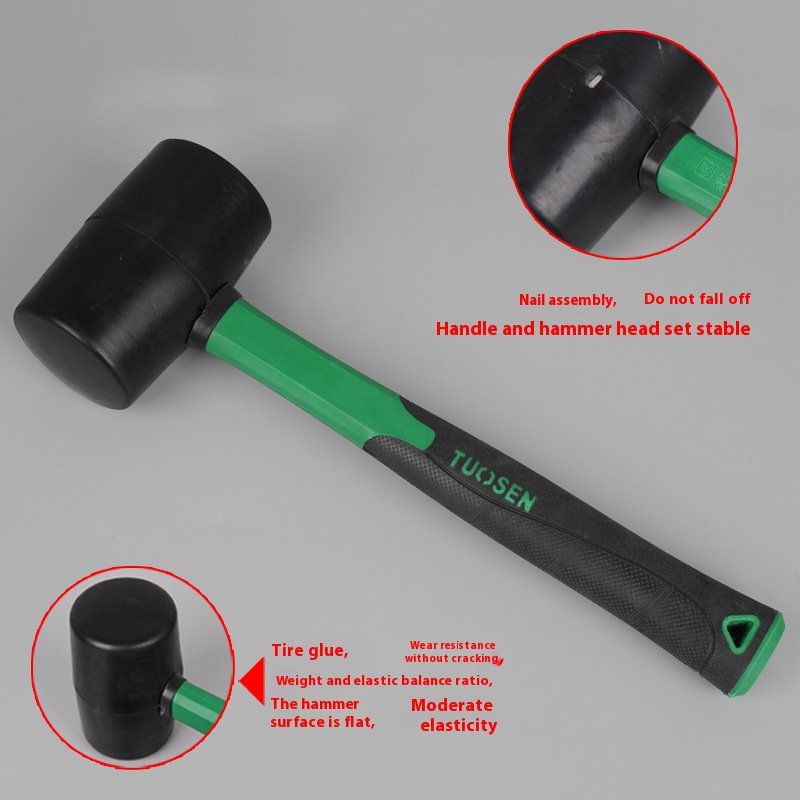 Nail assembly, Do not fall off
Handle and hammer head set stable
TUOSEN
Tire glue,
Wear resistance
without cracking,
Weight and elastic balance ratio,
The hammer
surface is flat,
Moderate
elasticity